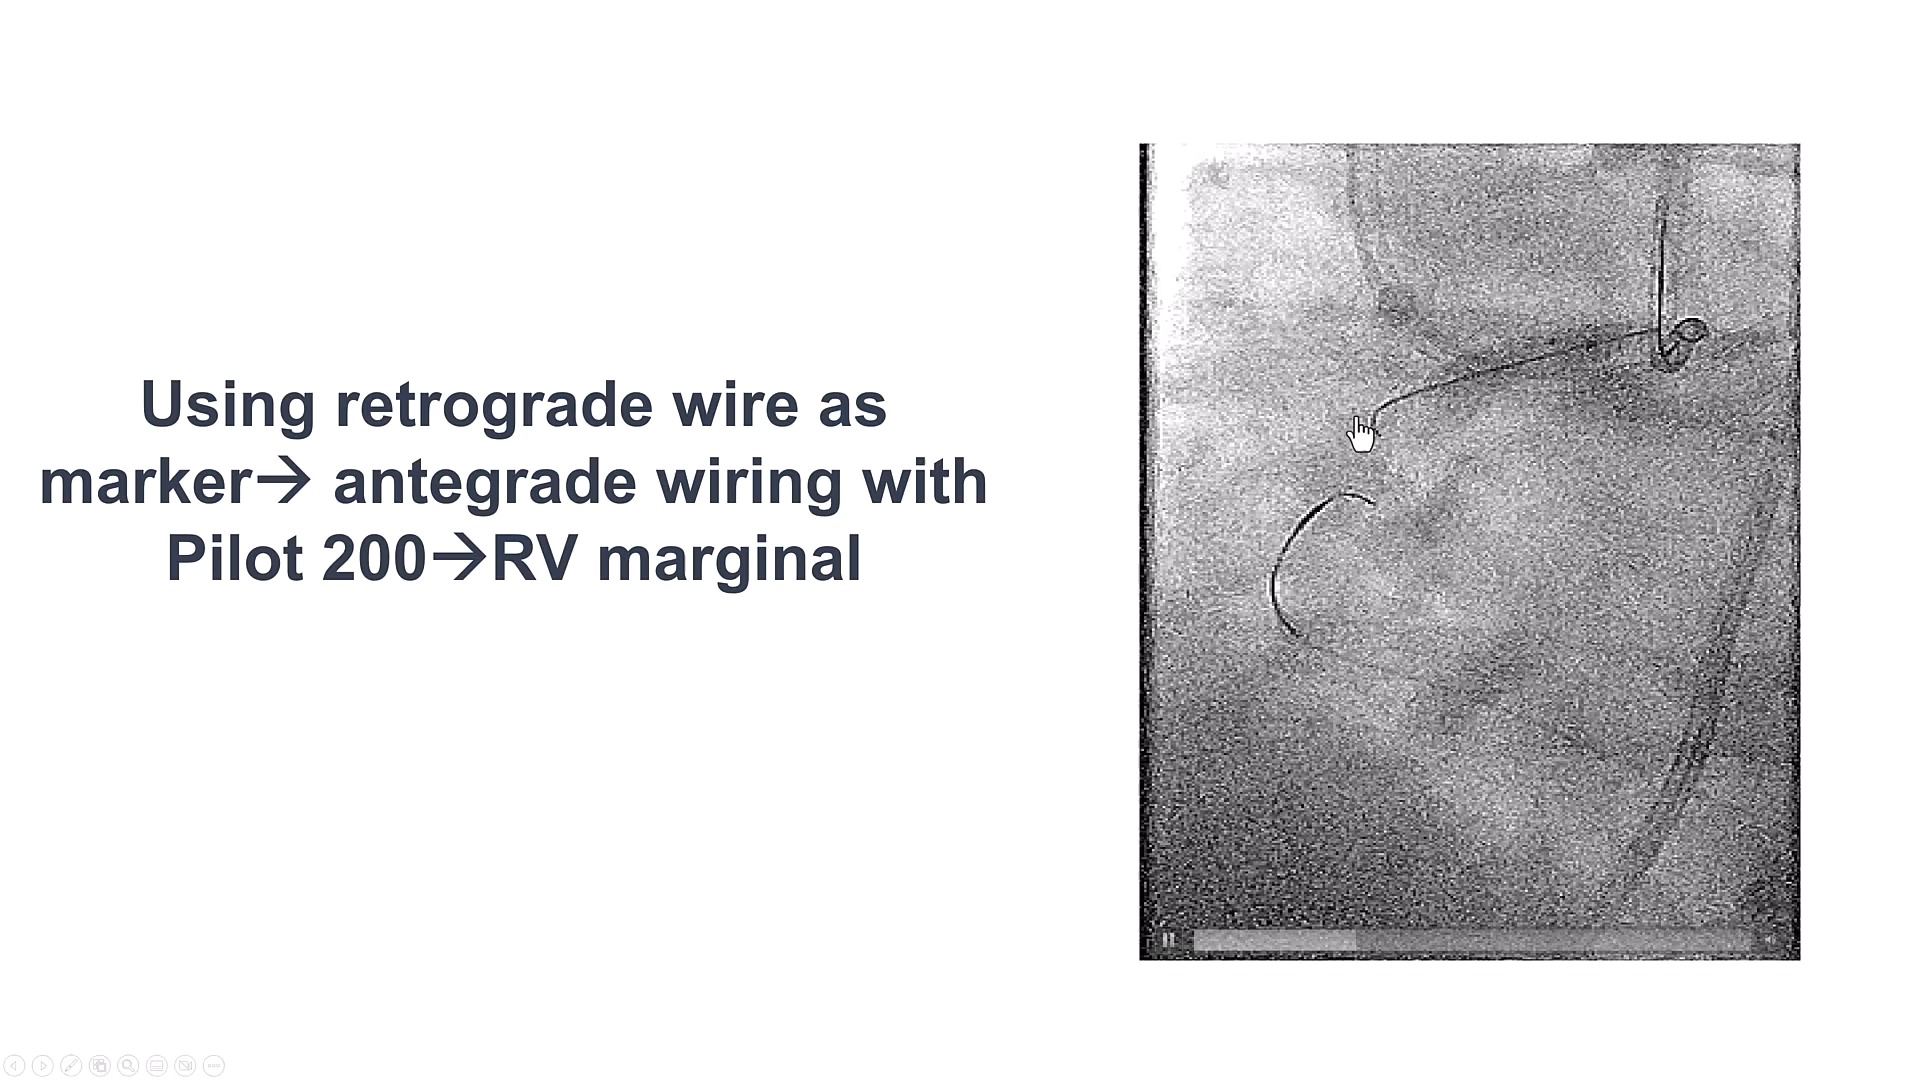 Using retrograde wire as
marker→ antegrade wiring with
Pilot 200→RV marginal